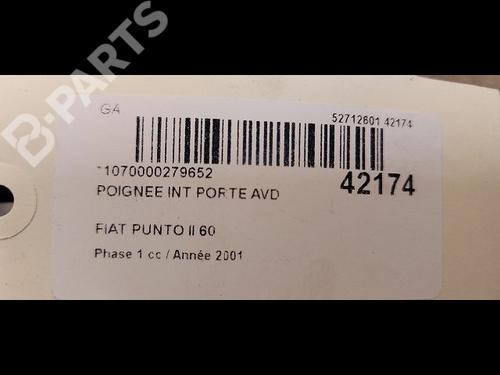 B-PARTS
GA
52712601 42174
*1070000279652
42174
POIGNEE INT PORTE AVD
FIAT PUNTO II 60
Phase 1 cc / Année 2001